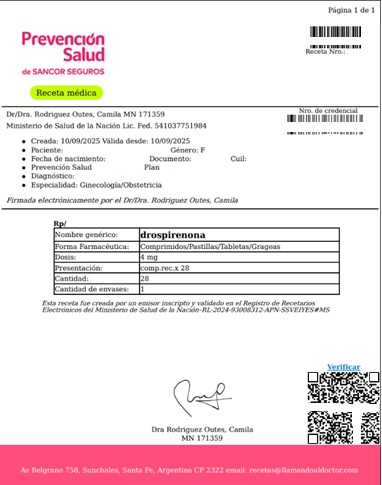 Página 1 de 1
Prevención
Salud
de SANCOR SEGUROS
Receta Nro.:
Receta médica
Dr/Dra. Rodriguez Outes, Camila MN 171359
Nro. de credencial
Ministerio de Salud de la Nación Lic. Fed. 541037751984
• Creada: 10/09/2025 Válida desde: 10/09/2025
• Paciente: Género: F
• Fecha de nacimiento: Documento: Cuil:
• Prevención Salud Plan
• Diagnóstico:
• Especialidad: Ginecología/Obstetricia
Firmada electrónicamente por el Dr/Dra. Rodriguez Outes, Camila
Rp/
Nombre genérico: drospirenona
Forma Farmacéutica: Comprimidos/Pastillas/Tabletas/Grageas
Dosis: 4 mg
Presentación: comp.rec.x 28
Cantidad: 28
Cantidad de envases: 1
Esta receta fue creada por un emisor inscripto y validado en el Registro de Recetarios
Electrónicos del Ministerio de Salud de la Nación-RL-2024-93008312-APN-SSVEIYES#MS
Verificar
Dra Rodriguez Outes, Camila
MN 171359
Av Belgrano 758, Sunchales, Santa Fe, Argentina CP 2322 email: recetas@llamandoaldoctor.com